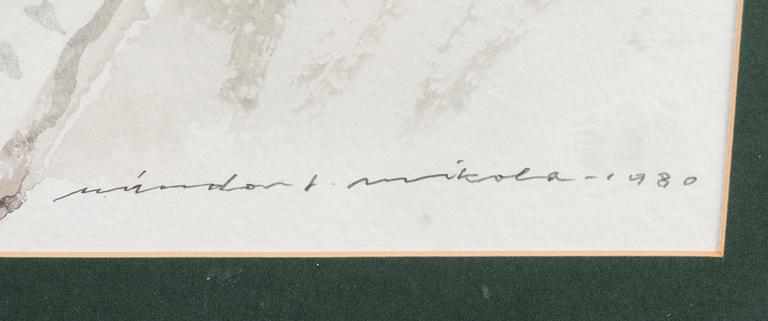 nándor j. mikola - 1980